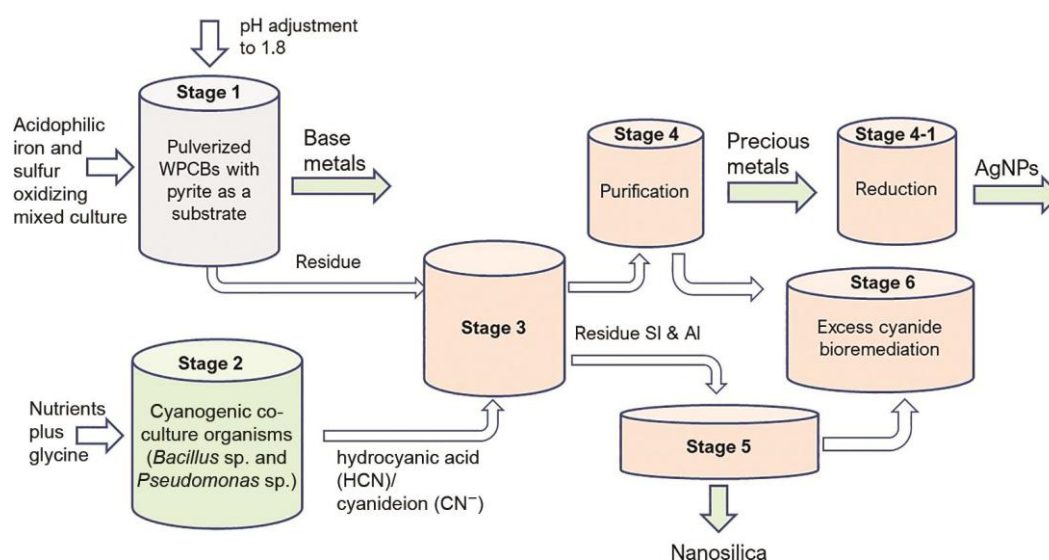 pH adjustment
to 1.8
Stage 1
Pulverized
WPCBs with
pyrite as a
substrate
Acidophilic
iron and
sulfur
oxidizing
mixed culture
Base
metals
Residue
Stage 2
Cyanogenic co-
culture organisms
(Bacillus sp. and
Pseudomonas sp.)
Nutrients
plus
glycine
hydrocyanic acid
(HCN)/
cyanideion (CN⁻)
Stage 3
Stage 4
Purification
Precious
metals
Stage 4-1
Reduction
AgNPs
Residue SI & AI
Stage 5
Nanosilica
Stage 6
Excess cyanide
bioremediation